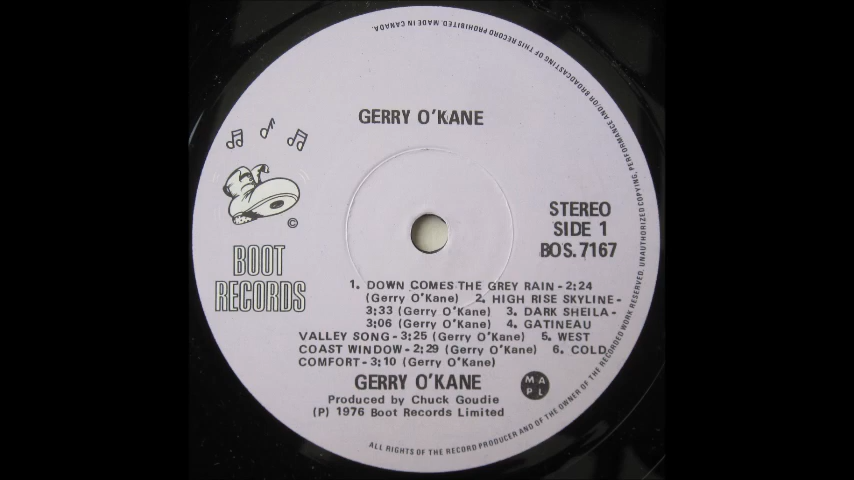 GERRY O'KANE
STEREO
SIDE 1
BOS.7167
©
BOOT
RECORDS
1. DOWN COMES THE GREY RAIN - 2:24
(Gerry O'Kane) 2. HIGH RISE SKYLINE -
3:33 (Gerry O'Kane) 3. DARK SHEILA -
3:06 (Gerry O'Kane) 4. GATINEAU
VALLEY SONG - 3:25 (Gerry O'Kane) 5. WEST
COAST WINDOW - 2:29 (Gerry O'Kane) 6. COLD
COMFORT - 3:10 (Gerry O'Kane)
GERRY O'KANE
MAPL
Produced by Chuck Goudie
(P) 1976 Boot Records Limited
ALL RIGHTS OF THE RECORD PRODUCER AND OF THE OWNER OF THE RECORDED WORK RESERVED. UNAUTHORIZED COPYING, PERFORMANCE AND/OR BROADCASTING OF THIS RECORD PROHIBITED. MADE IN CANADA.